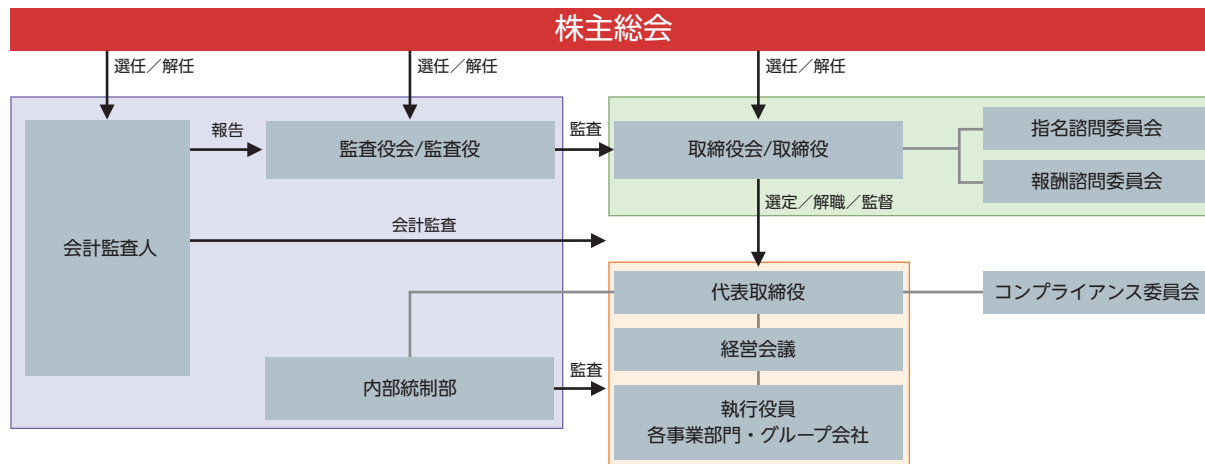 株主総会
選任／解任
選任／解任
選任／解任
会計監査人
報告
監査役会/監査役
監査
取締役会/取締役
指名諮問委員会
報酬諮問委員会
選定／解職／監督
会計監査
代表取締役
コンプライアンス委員会
経営会議
内部統制部
監査
執行役員
各事業部門・グループ会社